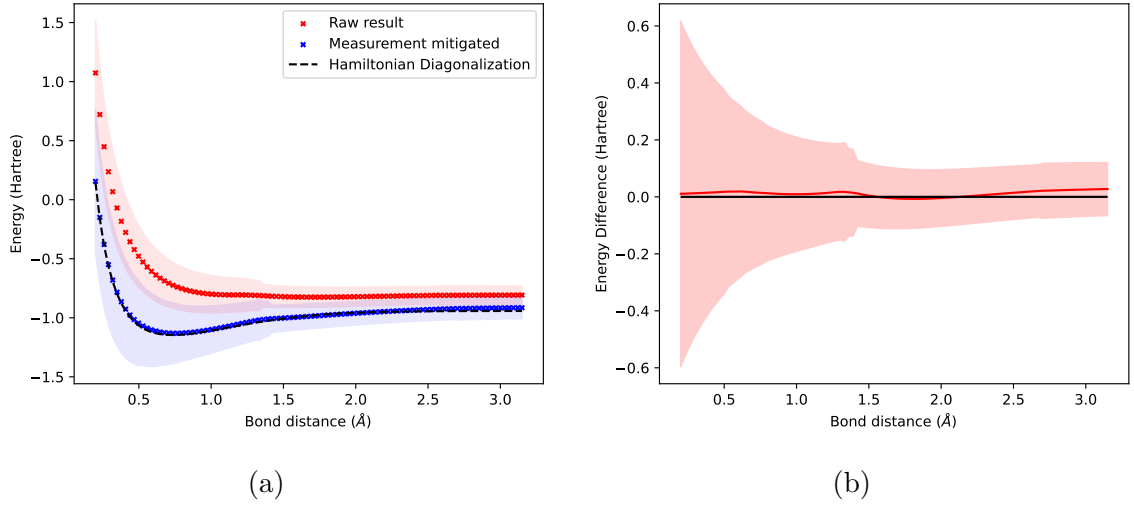 Raw result
Measurement mitigated
Hamiltonian Diagonalization
Energy (Hartree)
1.5
1.0
0.5
0.0
−0.5
−1.0
−1.5
0.5 1.0 1.5 2.0 2.5 3.0
Bond distance (Å)
(a)
Energy Difference (Hartree)
0.6
0.4
0.2
0.0
−0.2
−0.4
−0.6
0.5 1.0 1.5 2.0 2.5 3.0
Bond distance (Å)
(b)